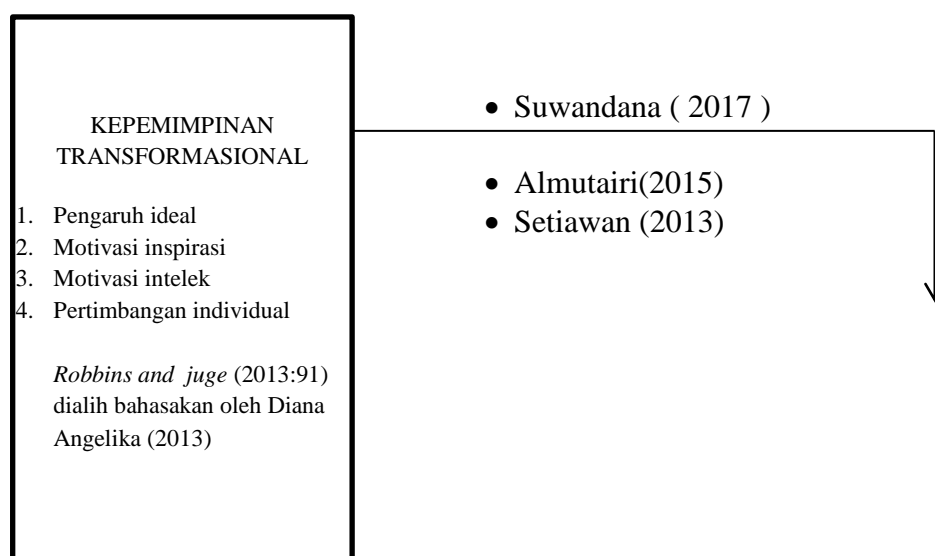 KEPEMIMPINAN
TRANSFORMASIONAL
1. Pengaruh ideal
2. Motivasi inspirasi
3. Motivasi intelek
4. Pertimbangan individual
Robbins and juge (2013:91)
dialih bahasakan oleh Diana
Angelika (2013)
• Suwandana ( 2017 )
• Almutairi(2015)
• Setiawan (2013)